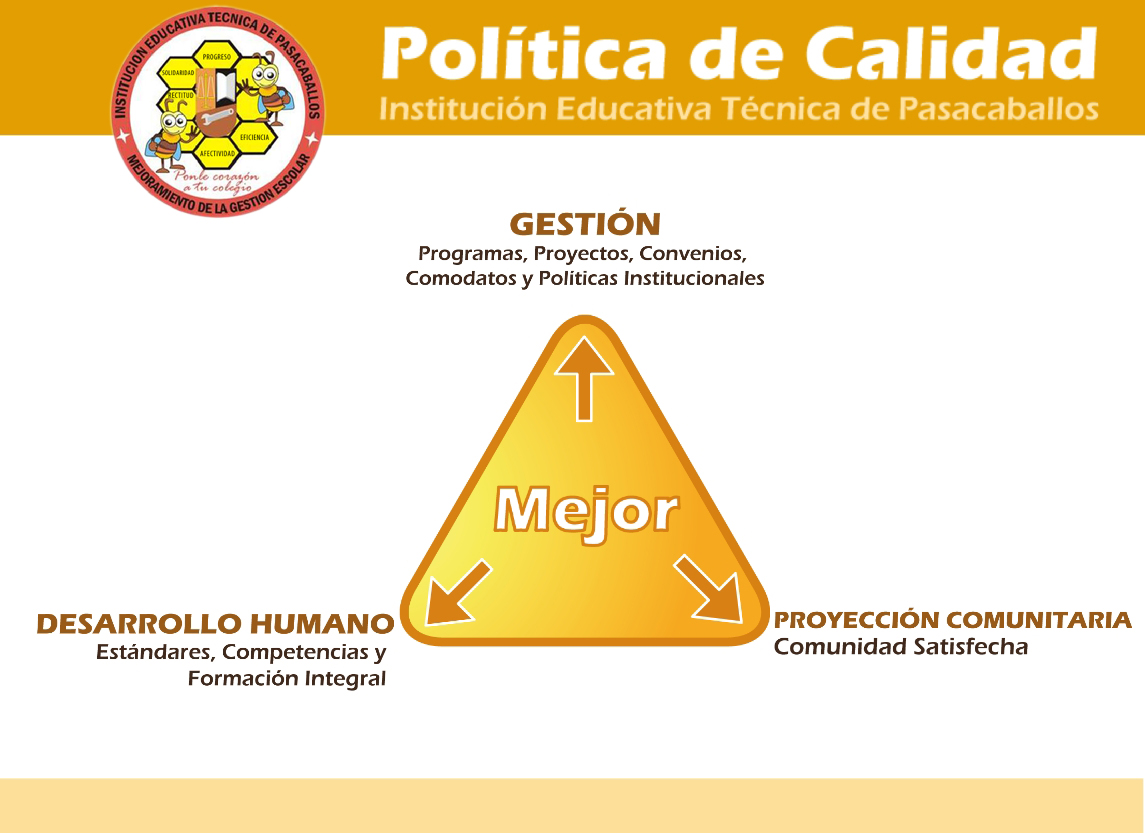 Política de Calidad
Institución Educativa Técnica de Pasacaballos
INSTITUCION EDUCATIVA TECNICA DE PASACABALLOS
PROGRESO
SOLIDARIDAD
RECTITUD
EFICIENCIA
AFECTIVIDAD
Ponle corazón
a tu colegio
MEJORAMIENTO DE LA GESTION ESCOLAR
GESTIÓN
Programas, Proyectos, Convenios,
Comodatos y Políticas Institucionales
Mejor
DESARROLLO HUMANO
Estándares, Competencias y
Formación Integral
PROYECCIÓN COMUNITARIA
Comunidad Satisfecha